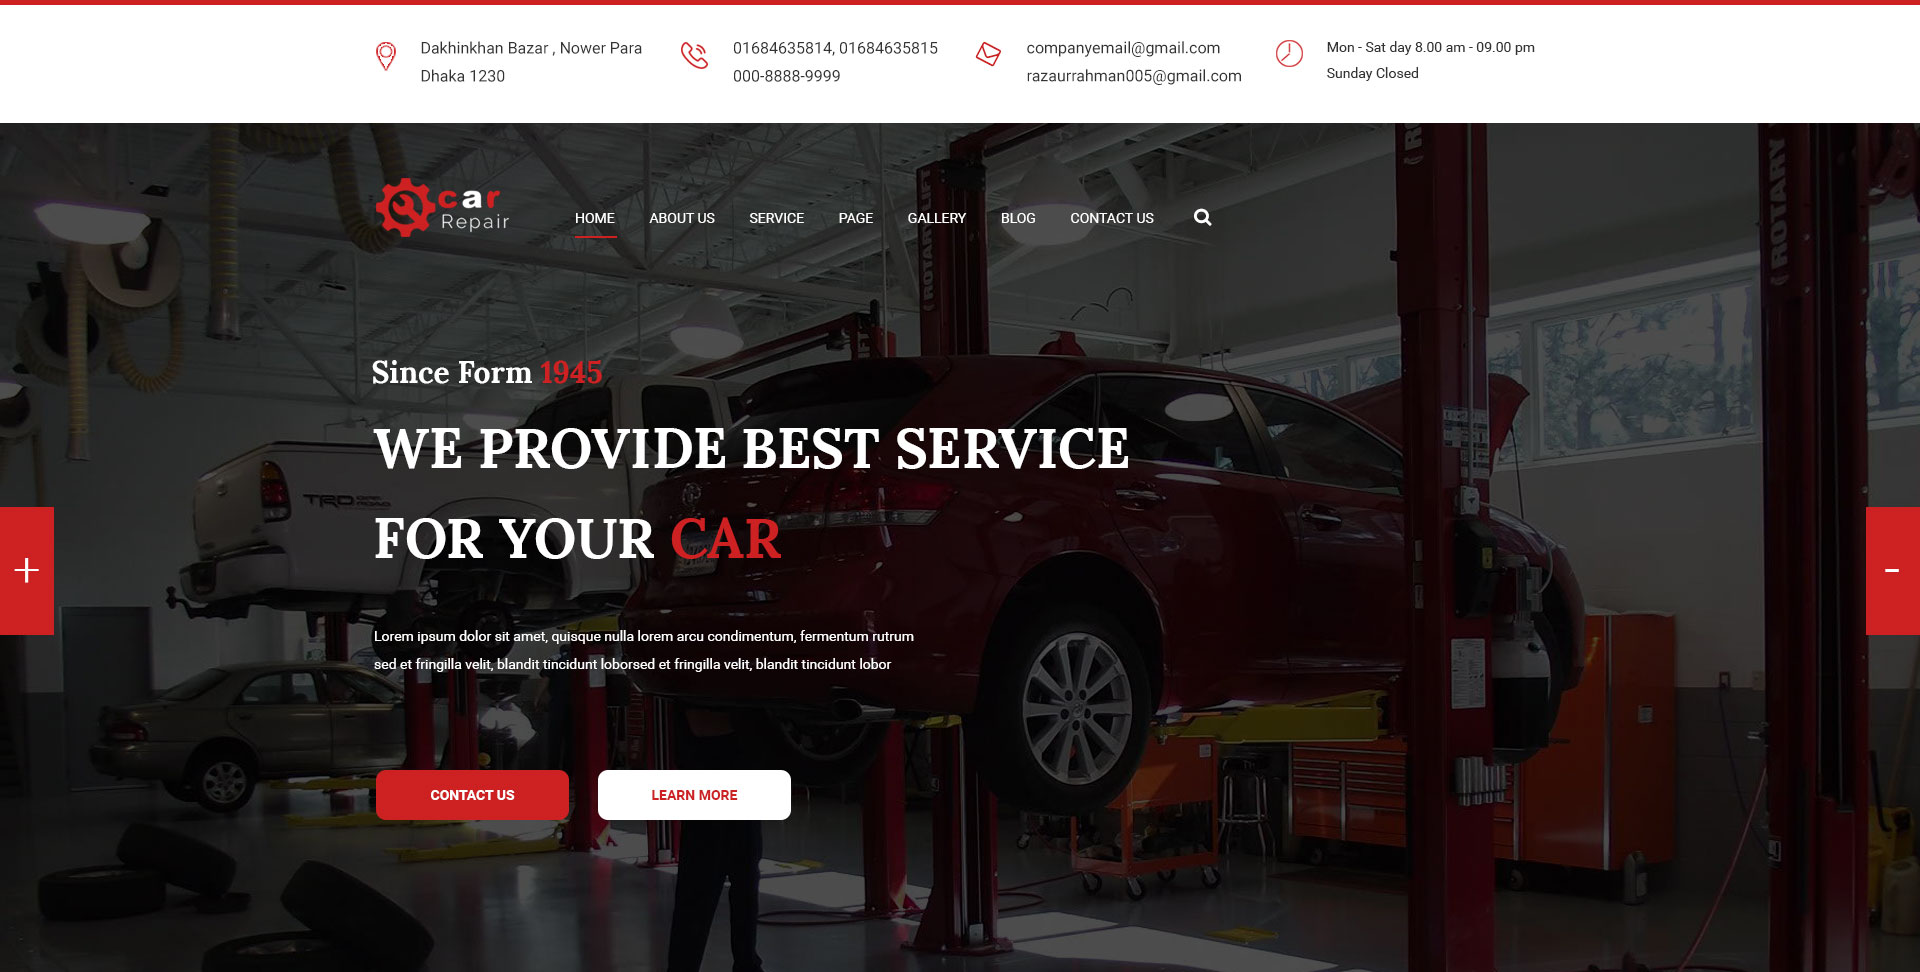 Dakhinkhan Bazar , Nower Para
Dhaka 1230
01684635814, 01684635815
000-8888-9999
companyemail@gmail.com
razaurrahman005@gmail.com
Mon - Sat day 8.00 am - 09.00 pm
Sunday Closed
car
Repair
HOME
ABOUT US
SERVICE
PAGE
GALLERY
BLOG
CONTACT US
ROTARY LIFT
ROTARY
Since Form 1945
WE PROVIDE BEST SERVICE
FOR YOUR CAR
TRD
Lorem ipsum dolor sit amet, quisque nulla lorem arcu condimentum, fermentum rutrum
sed et fringilla velit, blandit tincidunt loborsed et fringilla velit, blandit tincidunt lobor
CONTACT US
LEARN MORE